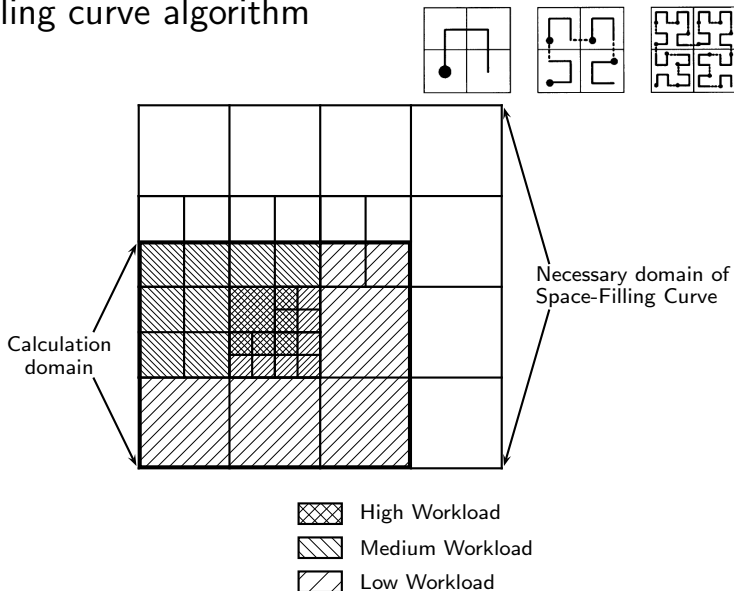 ling curve algorithm
Necessary domain of
Space-Filling Curve
Calculation
domain
High Workload
Medium Workload
Low Workload